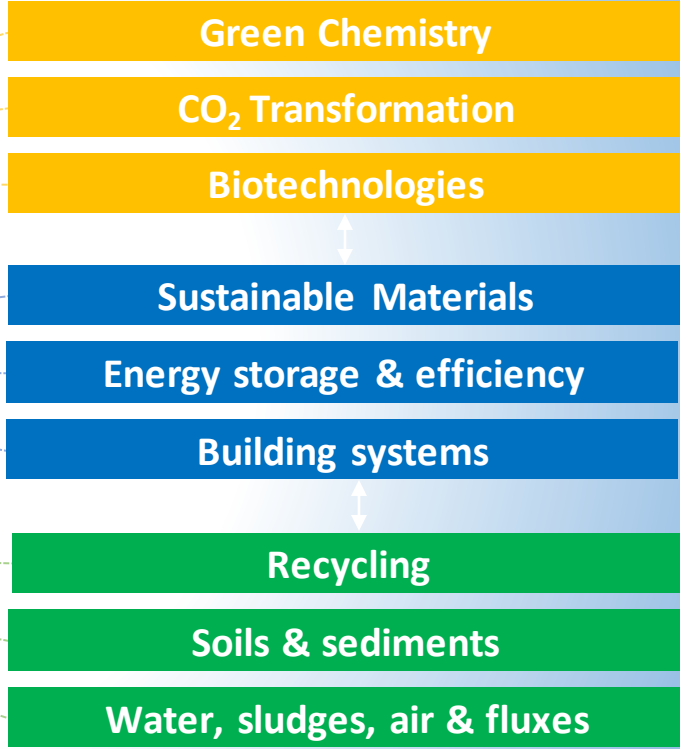 Green Chemistry
CO₂ Transformation
Biotechnologies
Sustainable Materials
Energy storage & efficiency
Building systems
Recycling
Soils & sediments
Water, sludges, air & fluxes